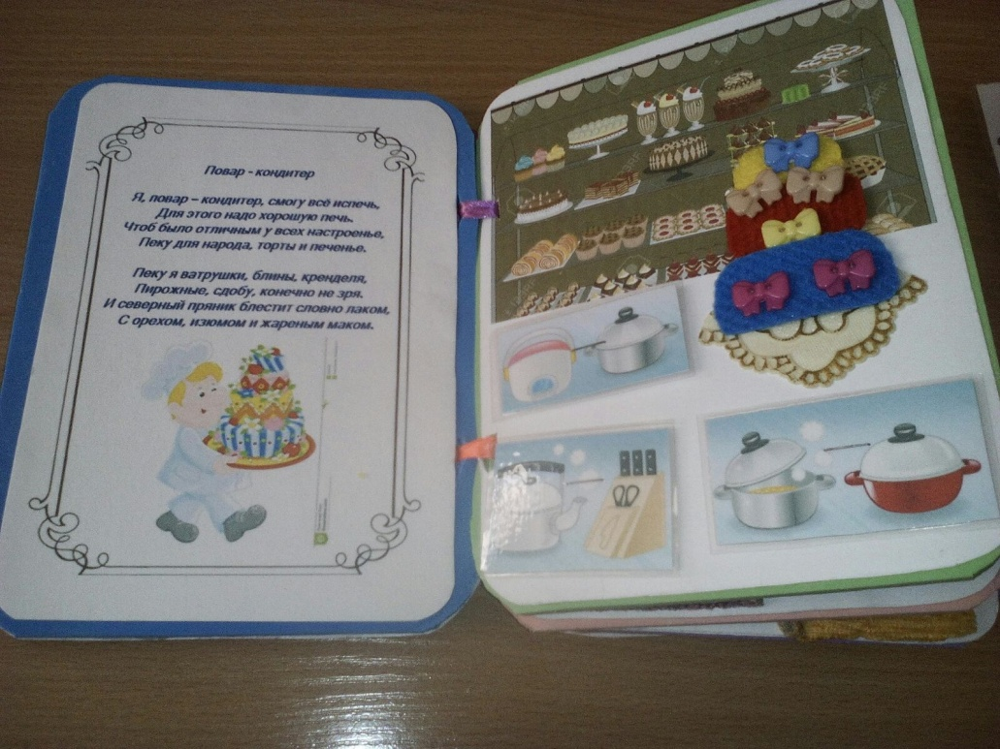 Повар - кондитер
Я, повар – кондитер, смогу всё испечь,
Для этого надо хорошую печь.
Чтоб было отличным у всех настроенье,
Пеку для народа, торты и печенье.
Пеку я ватрушки, блины, кренделя,
Пирожные, сдобу, конечно не зря.
И северный пряник блестит словно лаком,
С орехом, изюмом и жареным маком.